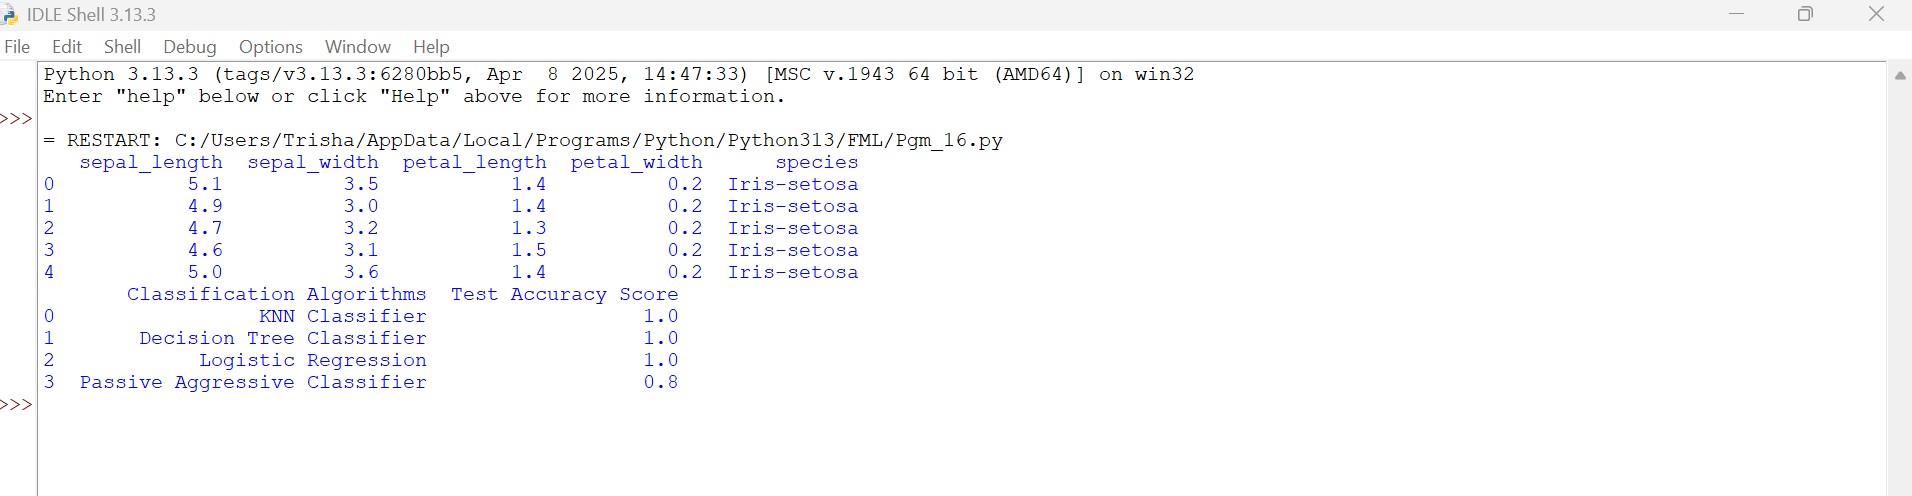 IDLE Shell 3.13.3
File Edit Shell Debug Options Window Help
Python 3.13.3 (tags/v3.13.3:6280bb5, Apr  8 2025, 14:47:33) [MSC v.1943 64 bit (AMD64)] on win32
Enter "help" below or click "Help" above for more information.
>>>
= RESTART: C:/Users/Trisha/AppData/Local/Programs/Python/Python313/FML/Pgm_16.py
   sepal_length  sepal_width  petal_length  petal_width      species
0           5.1          3.5           1.4          0.2  Iris-setosa
1           4.9          3.0           1.4          0.2  Iris-setosa
2           4.7          3.2           1.3          0.2  Iris-setosa
3           4.6          3.1           1.5          0.2  Iris-setosa
4           5.0          3.6           1.4          0.2  Iris-setosa
       Classification Algorithms  Test Accuracy Score
0                 KNN Classifier                  1.0
1       Decision Tree Classifier                  1.0
2            Logistic Regression                  1.0
3  Passive Aggressive Classifier                  0.8
>>>